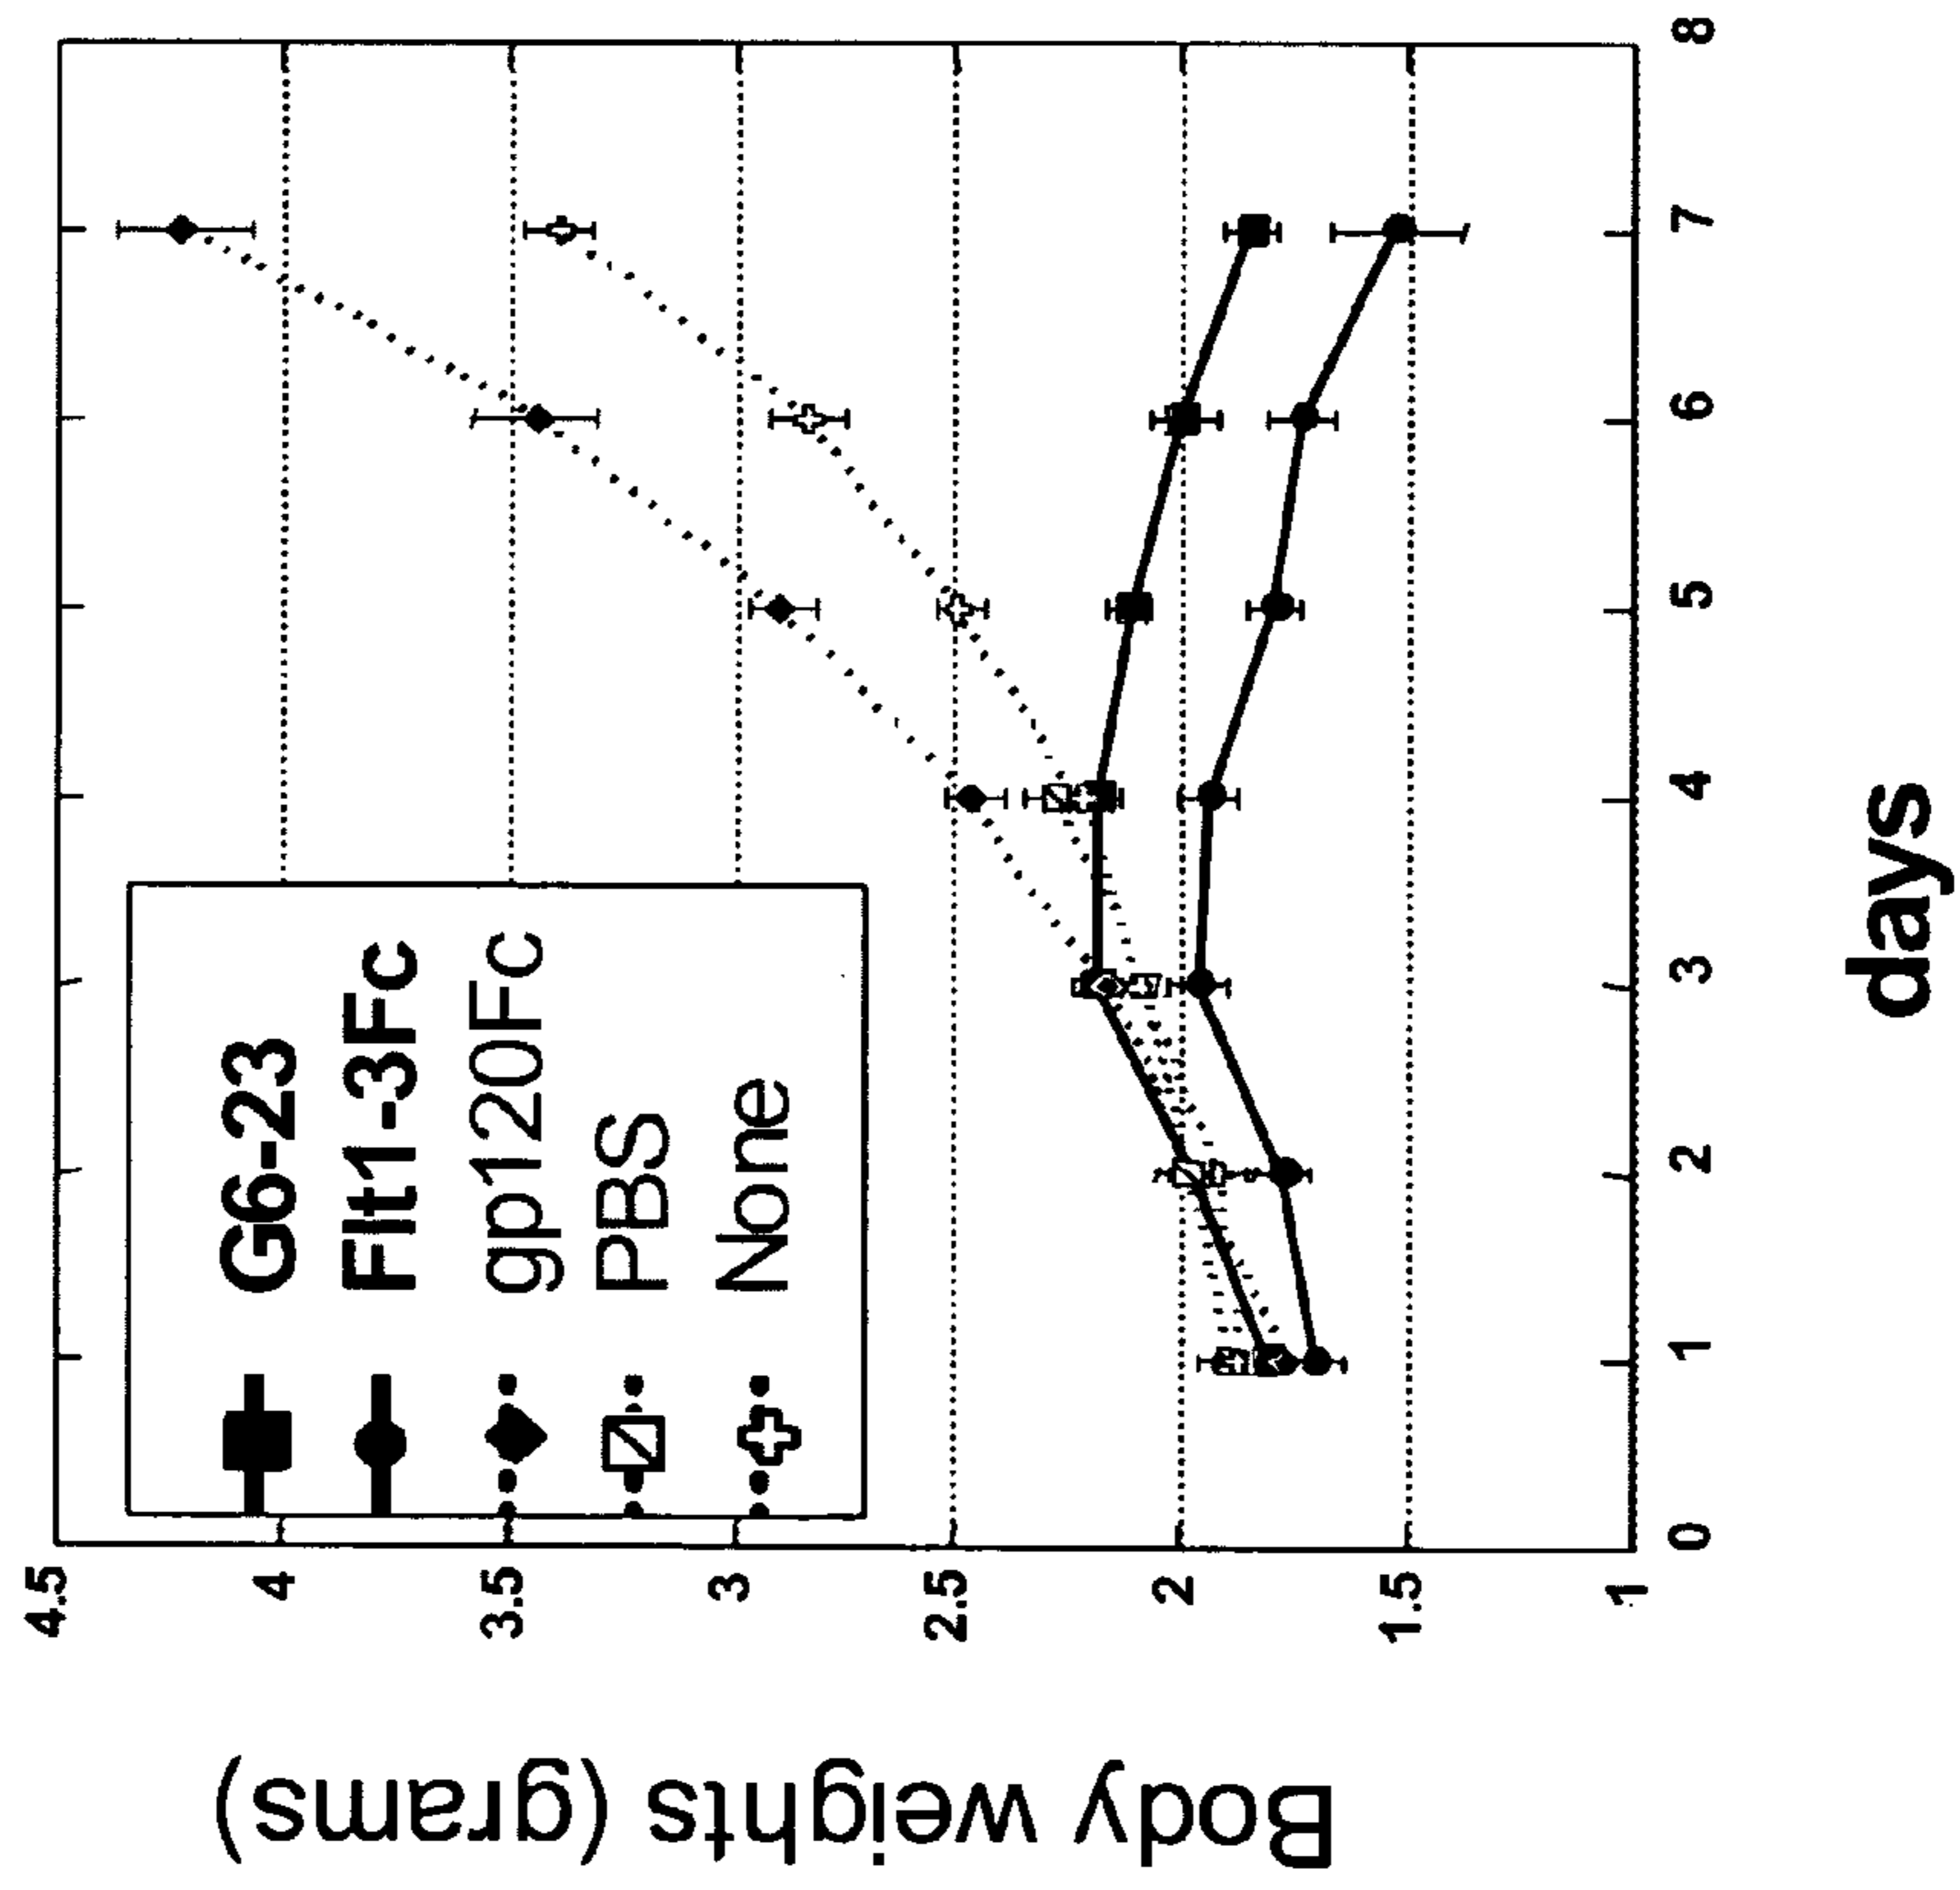 Body weights (grams)
4.5
4
3.5
3
2.5
2
1.5
1
G6-23
Flt1-3Fc
gp120Fc
PBS
None
0 1 2 3 4 5 6 7 8
days